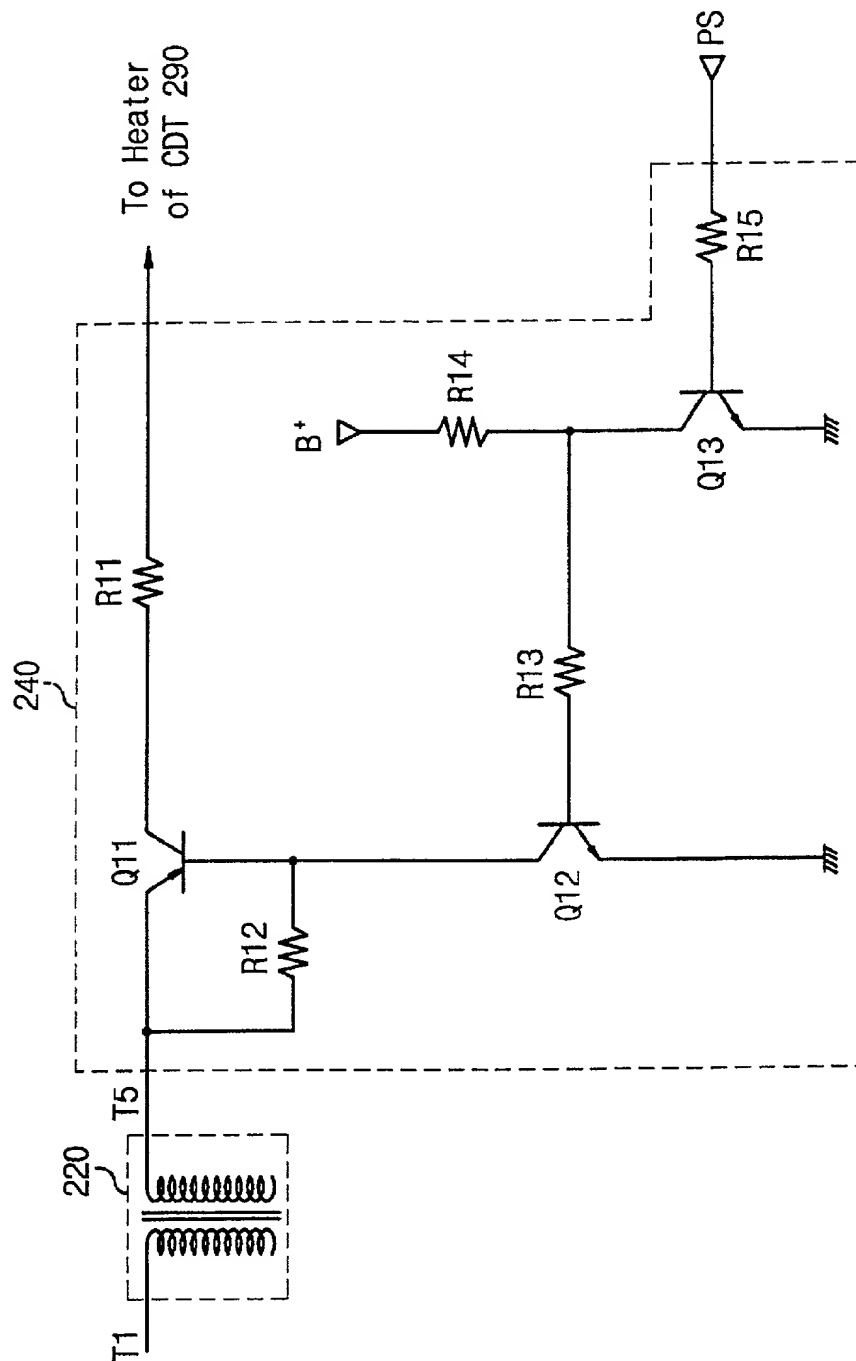 To Heater
of CDT 290
240
R11
Q11
B+
R14
PS
R15
R12
R13
Q13
Q12
220
T5
T1